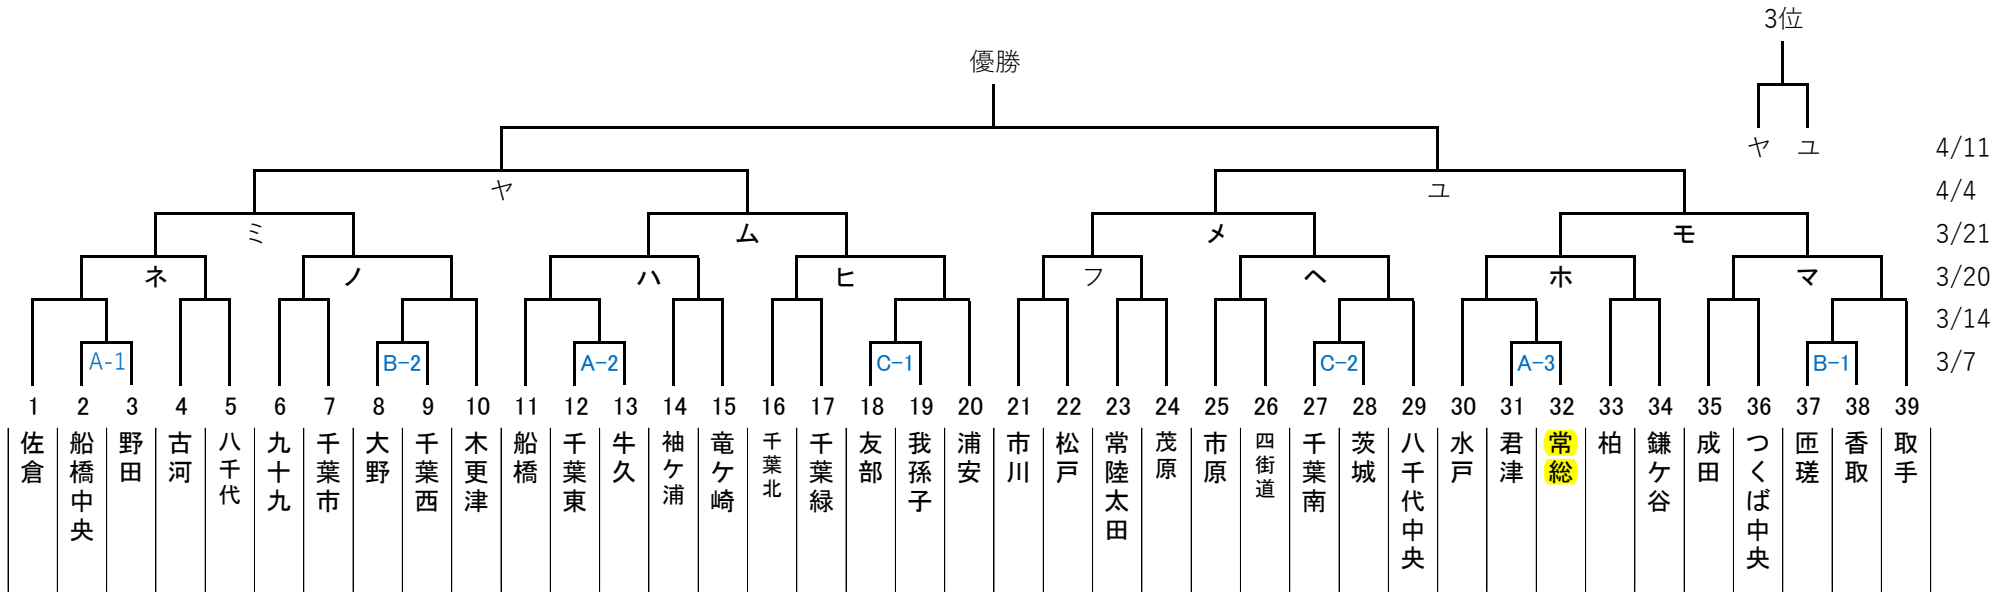 3位
優勝
ヤ ユ 4/11
ヤ ユ 4/4
ミ ム メ モ 3/21
ネ ノ ハ ヒ フ ヘ ホ マ 3/20
3/14
A-1 B-2 A-2 C-1 C-2 A-3 B-1 3/7
1 2 3 4 5 6 7 8 9 10 11 12 13 14 15 16 17 18 19 20 21 22 23 24 25 26 27 28 29 30 31 32 33 34 35 36 37 38 39
佐倉
船橋中央
野田
古河
八千代
九十九
千葉市
大野
千葉西
木更津
船橋
千葉東
牛久
袖ケ浦
竜ケ崎
千葉北
千葉緑
友部
我孫子
浦安
市川
松戸
常陸太田
茂原
市原
四街道
千葉南
茨城
八千代中央
水戸
君津
常総
柏
鎌ケ谷
成田
つくば中央
匝瑳
香取
取手